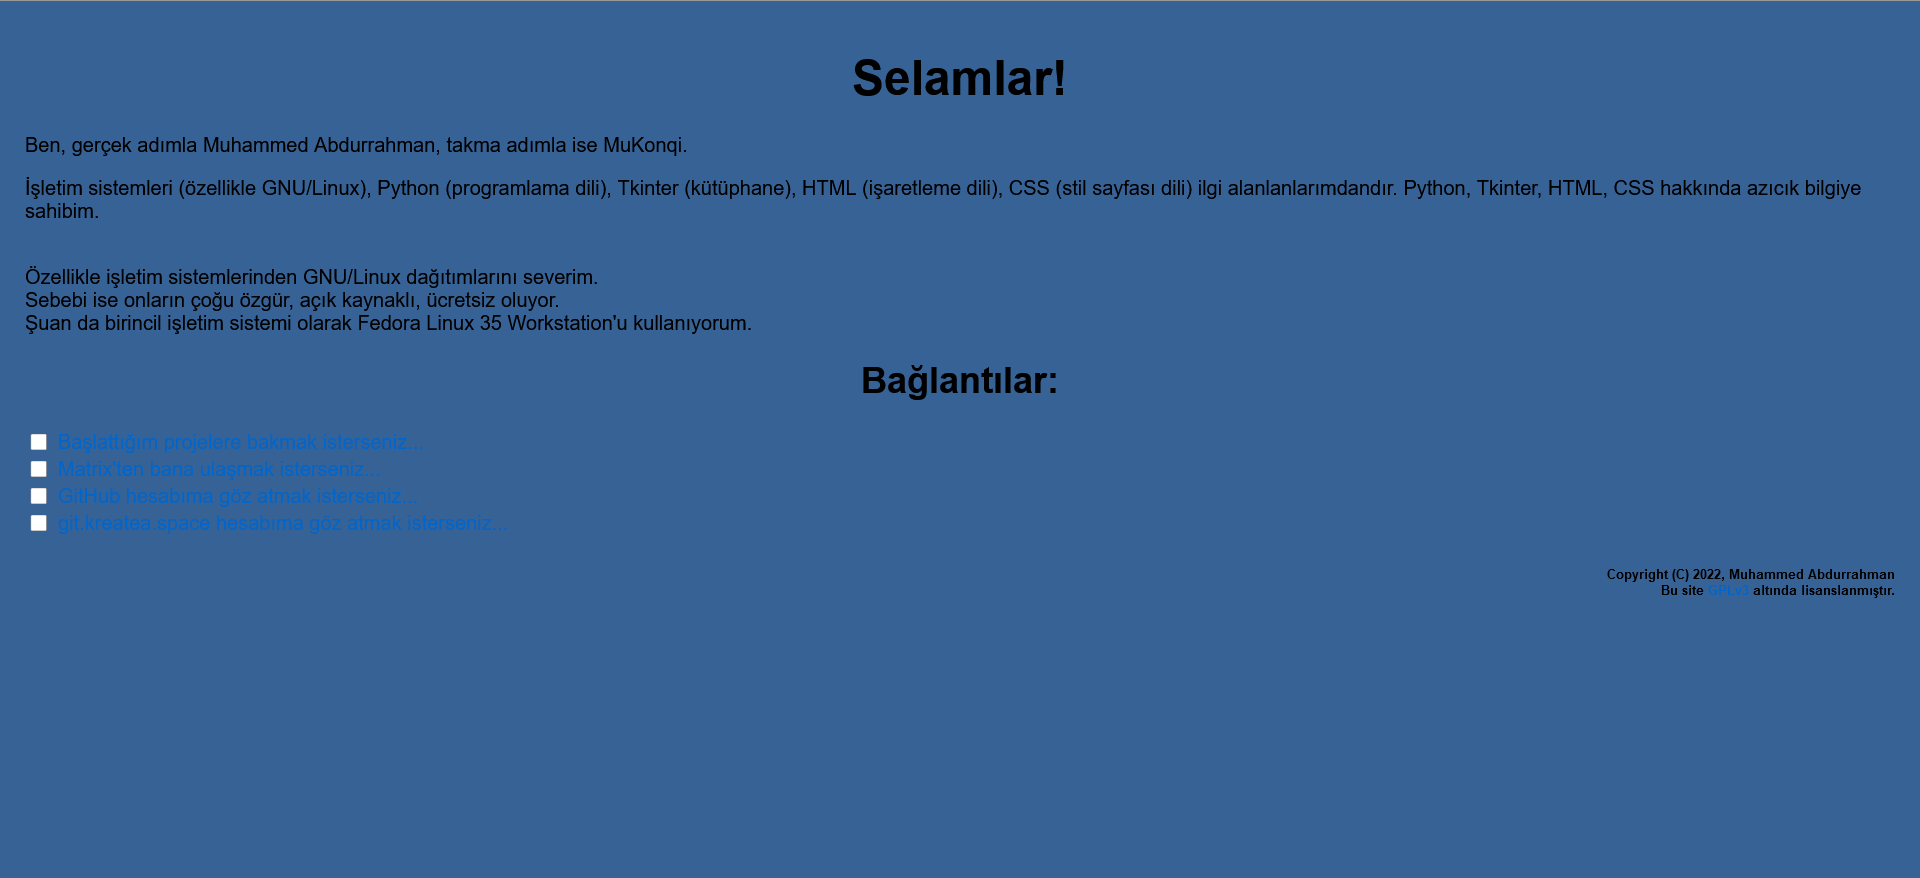 Selamlar!
Ben, gerçek adımla Muhammed Abdurrahman, takma adımla ise MuKonqi.
İşletim sistemleri (özellikle GNU/Linux), Python (programlama dili), Tkinter (kütüphane), HTML (işaretleme dili), CSS (stil sayfası dili) ilgi alanlanlarımdandır. Python, Tkinter, HTML, CSS hakkında azıcık bilgiye
sahibim.
Özellikle işletim sistemlerinden GNU/Linux dağıtımlarını severim.
Sebebi ise onların çoğu özgür, açık kaynaklı, ücretsiz oluyor.
Şuan da birincil işletim sistemi olarak Fedora Linux 35 Workstation'u kullanıyorum.
Bağlantılar:
Başlattığım projelere bakmak isterseniz...
Matrix'ten bana ulaşmak isterseniz...
GitHub hesabıma göz atmak isterseniz...
git.kreatea.space hesabıma göz atmak isterseniz...
Copyright (C) 2022, Muhammed Abdurrahman
Bu site GPLv3 altında lisanslanmıştır.